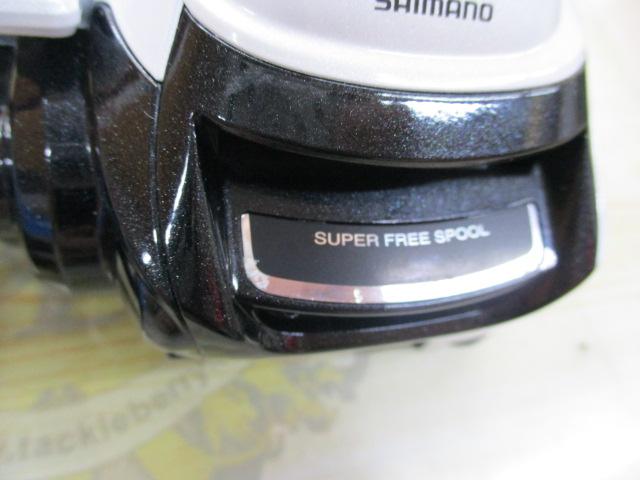 SHIMANO
SUPER FREE SPOOL
.tackleberry